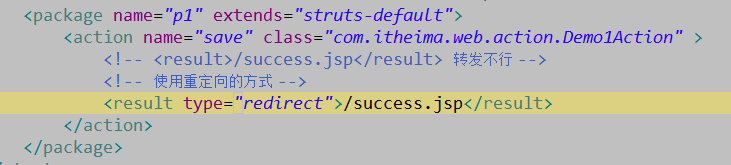 <package name="p1" extends="struts-default">
<action name="save" class="com.itheima.web.action.Demo1Action" >
<!-- <result>/success.jsp</result> 转发不行 -->
<!-- 使用重定向的方式 -->
<result type="redirect">/success.jsp</result>
</action>
</package>